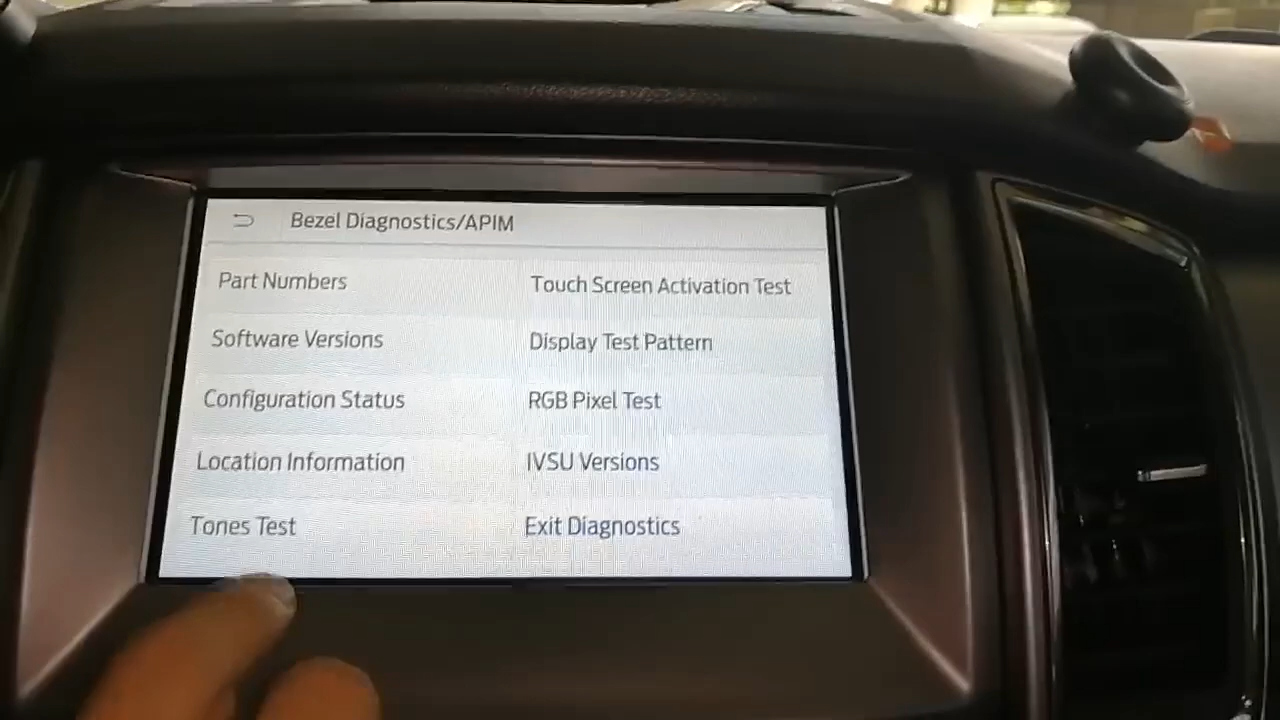 Bezel Diagnostics/APIM
Part Numbers
Touch Screen Activation Test
Software Versions
Display Test Pattern
Configuration Status
RGB Pixel Test
Location Information
IVSU Versions
Tones Test
Exit Diagnostics